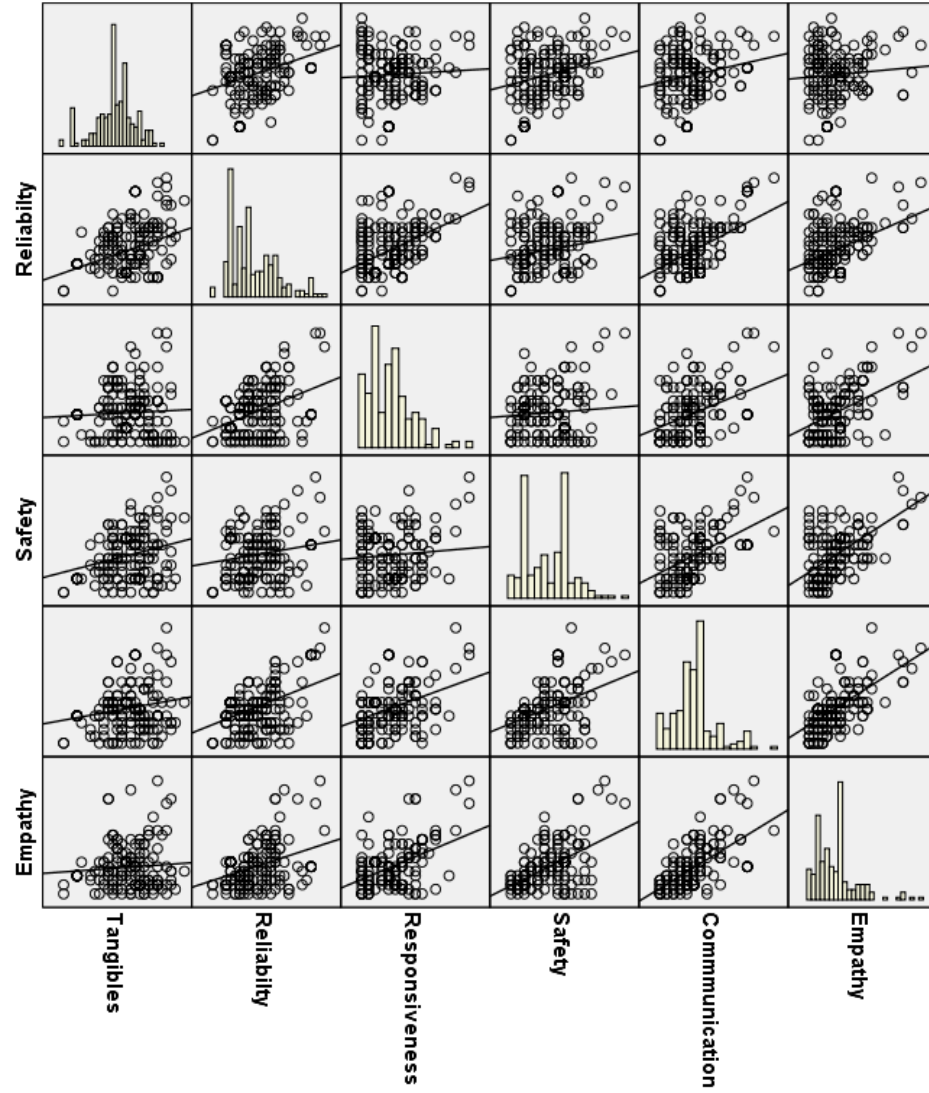 Reliabilty
Safety
Empathy
Tangibles
Reliabilty
Responsiveness
Safety
Commmunication
Empathy